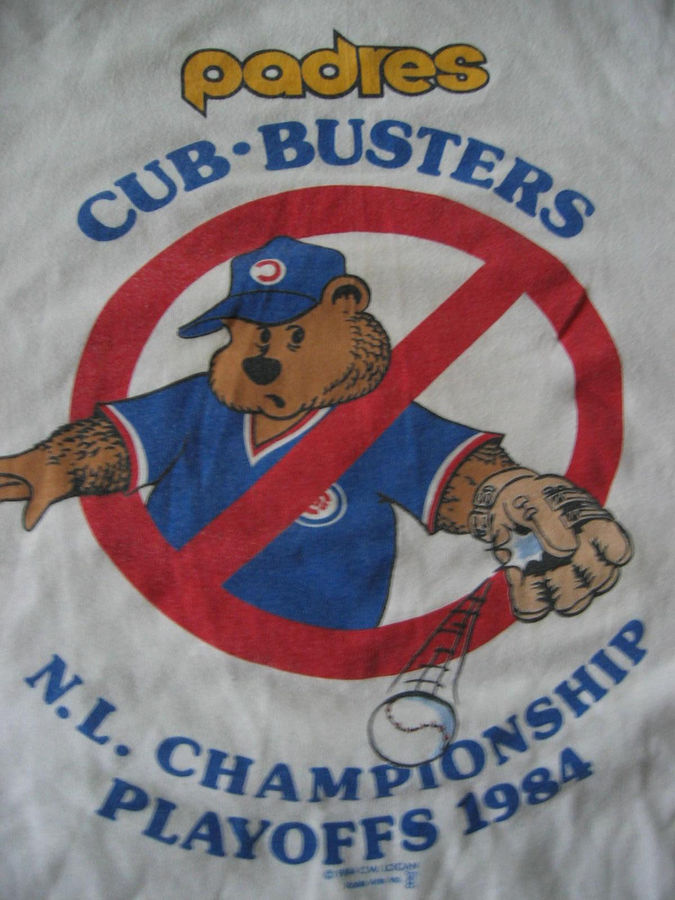 padres
CUB·BUSTERS
N.L. CHAMPIONSHIP
PLAYOFFS 1984